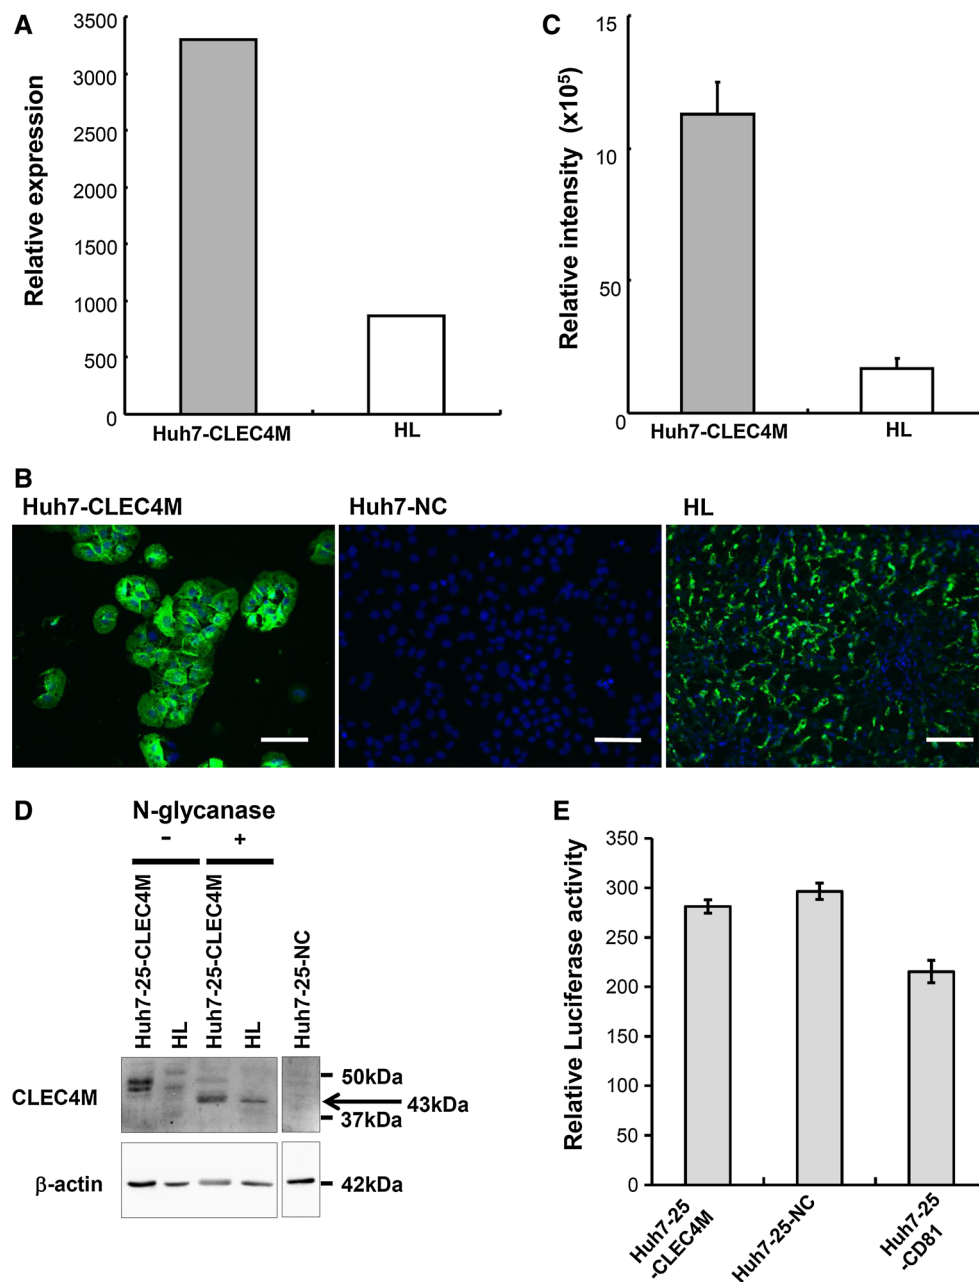 A
Relative expression
3500
3000
2500
2000
1500
1000
500
0
Huh7-CLEC4M
HL
C
Relative intensity (x10⁵)
15
10
50
0
Huh7-CLEC4M
HL
B
Huh7-CLEC4M
Huh7-NC
HL
D
N-glycanase
-
+
Huh7-25-CLEC4M
HL
Huh7-25-CLEC4M
HL
Huh7-25-NC
CLEC4M
50kDa
43kDa
37kDa
β-actin
42kDa
E
Relative Luciferase activity
350
300
250
200
150
100
50
0
Huh7-25
-CLEC4M
Huh7-25-NC
Huh7-25
-CD81